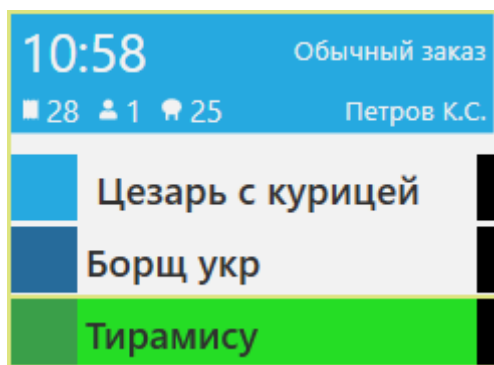 10:58 Обычный заказ
28 1 25 Петров К.С.
Цезарь с курицей
Борщ укр
Тирамису